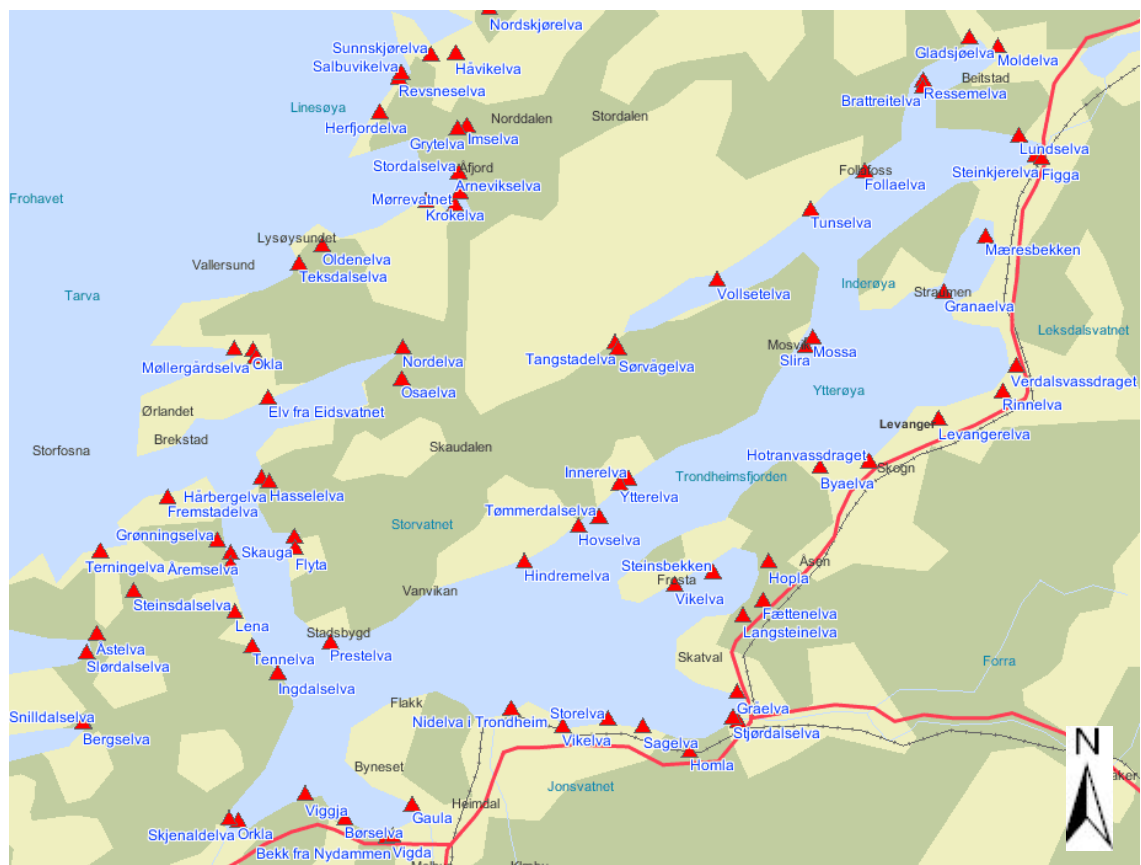 Nordskjørelva
Sunnskjørelva
Gladsjøelva
Moldelva
Salbuvikelva
Håvikelva
Revsneselva
Beitstad
Ressemelva
Brattreitelva
Linesøya
Norddalen
Stordalen
Herfjordelva
Imselva
Grytelva
Lundselva
Stordalselva
Åfjord
Follafoss
Steinkjerelva
Figga
Arnevikselva
Follaelva
Frohavet
Mørrevatnet
Krokelva
Tunselva
Lysøysundet
Oldenelva
Mæresbekken
Vallersund
Teksdalselva
Inderøya
Straumen
Tarva
Vollsetelva
Granaelva
Leksdalsvatnet
Mosvik
Mossa
Møllergårdselva
Okla
Nordelva
Tangstadelva
Sørvågelva
Slira
Osaelva
Verdalsvassdraget
Ytterøya
Rinnelva
Ørlandet
Elv fra Eidsvatnet
Levanger
Levangerelva
Brekstad
Storfosna
Skaudalen
Hotranvassdraget
Skogn
Innerelva
Trondheimsfjorden
Byaelva
Hårbergelva
Hasselelva
Ytterelva
Fremstadelva
Tømmerdalselva
Storvatnet
Hovselva
Grønningselva
Skauga
Flyta
Terningelva
Åremselva
Hindremelva
Steinsbekken
Hopla
Åsen
Frosta
Vikelva
Vanvikan
Steinsdalselva
Fættenelva
Lena
Langsteinelva
Stadsbygd
Åstelva
Tennelva
Prestelva
Slørdalselva
Skatval
Forra
Ingdalselva
Flakk
Gråelva
Snilldalselva
Nidelva i Trondheim
Storelva
Stjørdalselva
Bergselva
Vikelva
Sagelva
Homla
N
Byneset
Jonsvatnet
Viggja
Gaula
Heimdal
Skjenaldelva
Orkla
Børselva
Bekk fra Nydammen
Vigda